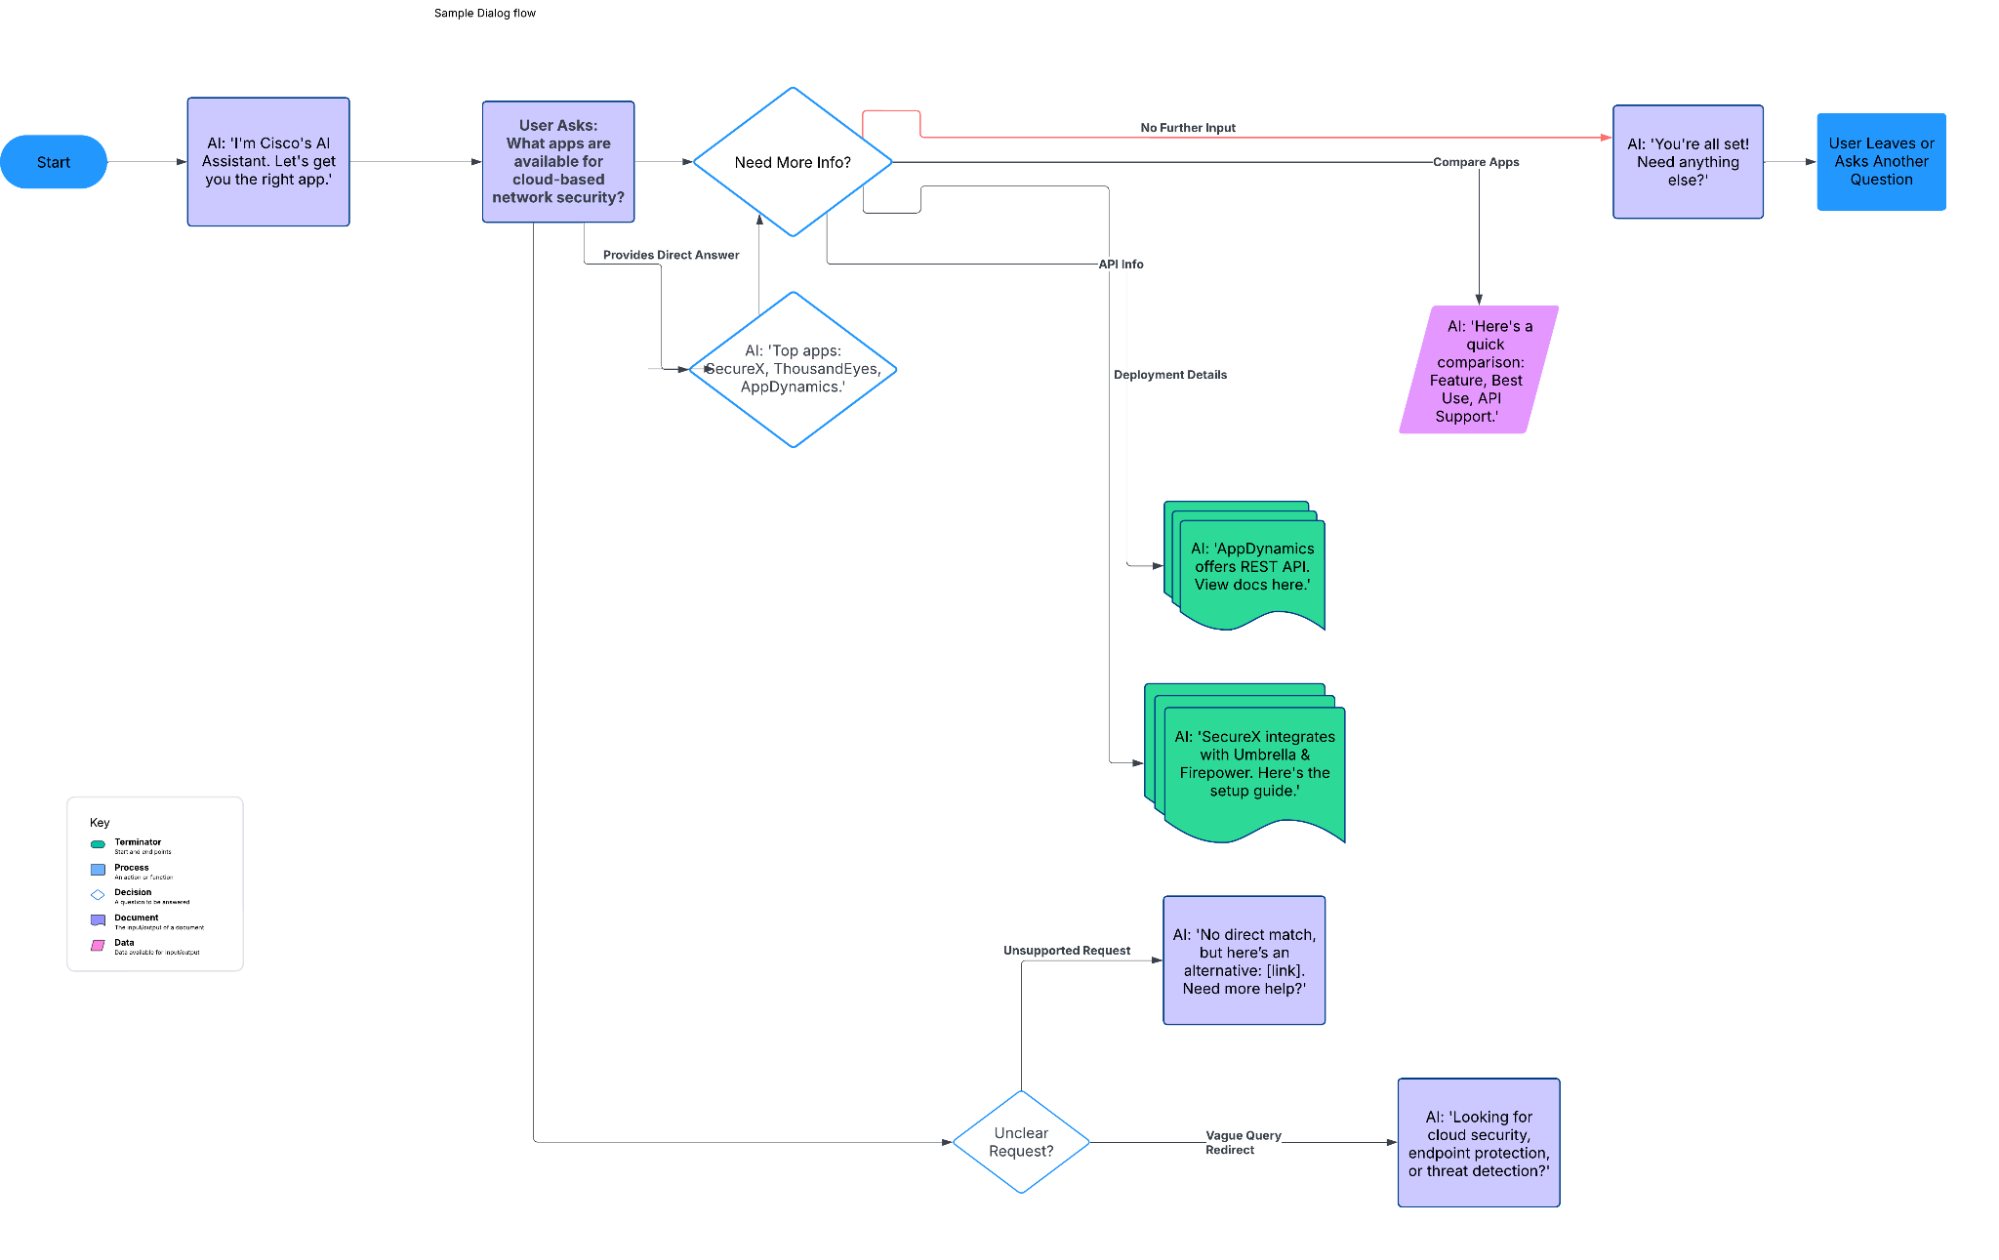 Sample Dialog flow
Start
AI: 'I'm Cisco's AI
Assistant. Let's get
you the right app.'
User Asks:
What apps are
available for
cloud-based
network security?
Need More Info?
No Further Input
Compare Apps
AI: 'You're all set!
Need anything
else?'
User Leaves or
Asks Another
Question
Provides Direct Answer
API Info
AI: 'Top apps:
SecureX, ThousandEyes,
AppDynamics.'
Deployment Details
AI: 'Here's a
quick
comparison:
Feature, Best
Use, API
Support.'
AI: 'AppDynamics
offers REST API.
View docs here.'
AI: 'SecureX integrates
with Umbrella &
Firepower. Here's the
setup guide.'
Key
Terminator
Start and end points
Process
An action or function
Decision
A question to be answered
Document
The input/output of a document
Data
Data available for input/output
Unsupported Request
AI: 'No direct match,
but here’s an
alternative: [link].
Need more help?'
Unclear
Request?
Vague Query
Redirect
AI: 'Looking for
cloud security,
endpoint protection,
or threat detection?'